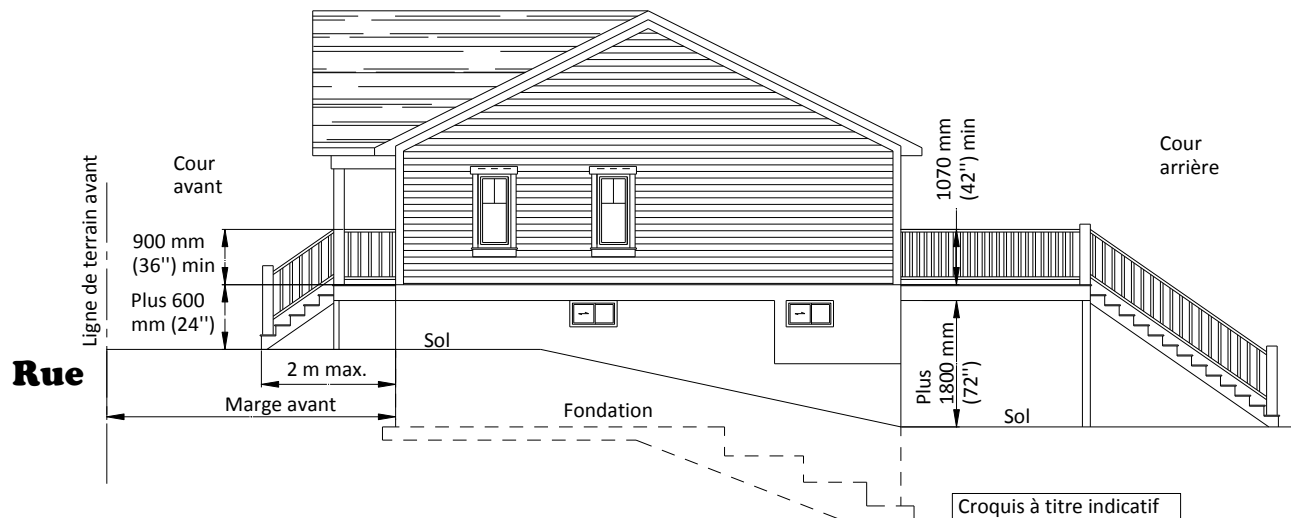 Ligne de terrain avant
Cour
avant
900 mm
(36'') min
Plus 600
mm (24'')
Rue
2 m max.
Marge avant
Sol
Fondation
1070 mm
(42'') min
Cour
arrière
Plus
1800 mm
(72'')
Sol
Croquis à titre indicatif